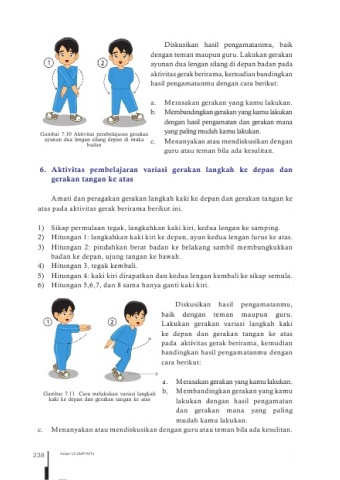 Diskusikan hasil pengamatanmu, baik
dengan teman maupun guru. Lakukan gerakan
ayunan dua lengan silang di depan badan pada
aktivitas gerak berirama, kemudian bandingkan
hasil pengamatanmu dengan cara berikut:
1
2
a. Merasakan gerakan yang kamu lakukan.
b. Membandingkan gerakan yang kamu lakukan
dengan hasil pengamatan dan gerakan mana
yang paling mudah kamu lakukan.
c. Menanyakan atau mendiskusikan dengan
guru atau teman bila ada kesulitan.
Gambar 7.10 Aktivitas pembelajaran gerakan
ayunan dua lengan silang depan di muka
badan
6. Aktivitas pembelajaran variasi gerakan langkah ke depan dan
gerakan tangan ke atas
Amati dan peragakan gerakan langkah kaki ke depan dan gerakan tangan ke
atas pada aktivitas gerak berirama berikut ini.
1) Sikap permulaan tegak, langkahkan kaki kiri, kedua lengan ke samping.
2) Hitungan 1: langkahkan kaki kiri ke depan, ayun kedua lengan lurus ke atas.
3) Hitungan 2: pindahkan berat badan ke belakang sambil membungkukkan
badan ke depan, ujung tangan ke bawah.
4) Hitungan 3, tegak kembali.
5) Hitungan 4: kaki kiri dirapatkan dan kedua lengan kembali ke sikap semula.
6) Hitungan 5,6,7, dan 8 sama hanya ganti kaki kiri.
Diskusikan hasil pengamatanmu,
baik dengan teman maupun guru.
Lakukan gerakan variasi langkah kaki
ke depan dan gerakan tangan ke atas
pada aktivitas gerak berirama, kemudian
bandingkan hasil pengamatanmu dengan
cara berikut:
1
2
a. Merasakan gerakan yang kamu lakukan.
b, Membandingkan gerakan yang kamu
lakukan dengan hasil pengamatan
dan gerakan mana yang paling
mudah kamu lakukan.
Gambar 7.11 Cara melakukan variasi langkah
kaki ke depan dan gerakan tangan ke atas
c. Menanyakan atau mendiskusikan dengan guru atau teman bila ada kesulitan.
238